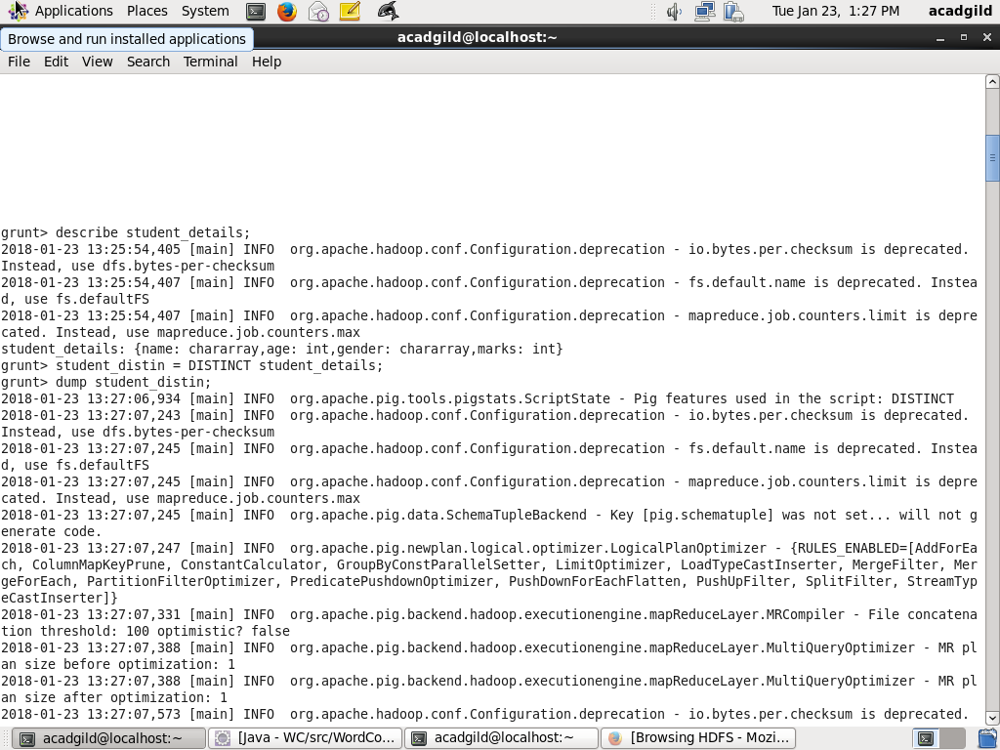 Applications Places System Tue Jan 23, 1:27 PM acadgild
Browse and run installed applications
acadgild@localhost:~
File Edit View Search Terminal Help
grunt> describe student_details;
2018-01-23 13:25:54,405 [main] INFO  org.apache.hadoop.conf.Configuration.deprecation - io.bytes.per.checksum is deprecated.
Instead, use dfs.bytes-per-checksum
2018-01-23 13:25:54,407 [main] INFO  org.apache.hadoop.conf.Configuration.deprecation - fs.default.name is deprecated. Instea
d, use fs.defaultFS
2018-01-23 13:25:54,407 [main] INFO  org.apache.hadoop.conf.Configuration.deprecation - mapreduce.job.counters.limit is depre
cated. Instead, use mapreduce.job.counters.max
student_details: {name: chararray,age: int,gender: chararray,marks: int}
grunt> student_distin = DISTINCT student_details;
grunt> dump student_distin;
2018-01-23 13:27:06,934 [main] INFO  org.apache.pig.tools.pigstats.ScriptState - Pig features used in the script: DISTINCT
2018-01-23 13:27:07,243 [main] INFO  org.apache.hadoop.conf.Configuration.deprecation - io.bytes.per.checksum is deprecated.
Instead, use dfs.bytes-per-checksum
2018-01-23 13:27:07,245 [main] INFO  org.apache.hadoop.conf.Configuration.deprecation - fs.default.name is deprecated. Instea
d, use fs.defaultFS
2018-01-23 13:27:07,245 [main] INFO  org.apache.hadoop.conf.Configuration.deprecation - mapreduce.job.counters.limit is depre
cated. Instead, use mapreduce.job.counters.max
2018-01-23 13:27:07,245 [main] INFO  org.apache.pig.data.SchemaTupleBackend - Key [pig.schematuple] was not set... will not g
enerate code.
2018-01-23 13:27:07,247 [main] INFO  org.apache.pig.newplan.logical.optimizer.LogicalPlanOptimizer - {RULES_ENABLED=[AddForEa
ch, ColumnMapKeyPrune, ConstantCalculator, GroupByConstParallelSetter, LimitOptimizer, LoadTypeCastInserter, MergeFilter, Mer
geForEach, PartitionFilterOptimizer, PredicatePushdownOptimizer, PushDownForEachFlatten, PushUpFilter, SplitFilter, StreamTyp
eCastInserter]}
2018-01-23 13:27:07,331 [main] INFO  org.apache.pig.backend.hadoop.executionengine.mapReduceLayer.MRCompiler - File concatena
tion threshold: 100 optimistic? false
2018-01-23 13:27:07,388 [main] INFO  org.apache.pig.backend.hadoop.executionengine.mapReduceLayer.MultiQueryOptimizer - MR pl
an size before optimization: 1
2018-01-23 13:27:07,388 [main] INFO  org.apache.pig.backend.hadoop.executionengine.mapReduceLayer.MultiQueryOptimizer - MR pl
an size after optimization: 1
2018-01-23 13:27:07,573 [main] INFO  org.apache.hadoop.conf.Configuration.deprecation - io.bytes.per.checksum is deprecated.
acadgild@localhost:~ [Java - WC/src/WordCo... acadgild@localhost:~ [Browsing HDFS - Mozi...